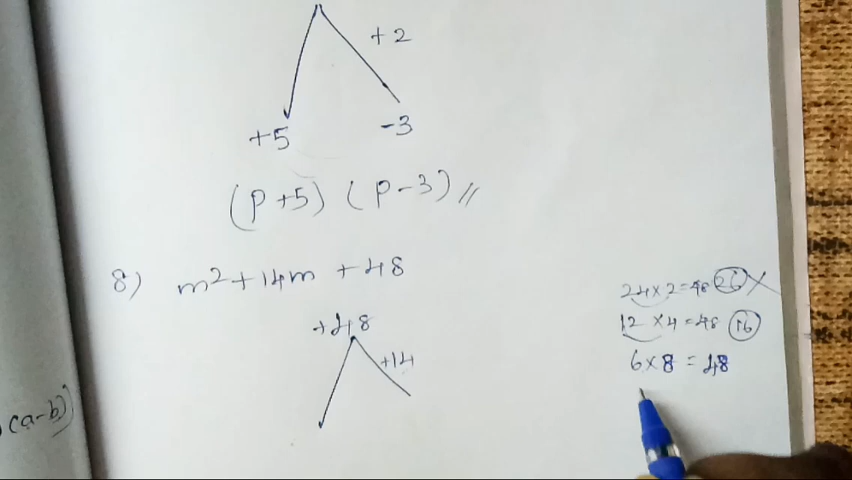 +2
+5 -3
(p+5) (p-3) //
8) m²+14m +48
+48
+14
24×2=48 26 ×
12×4=48 16
6×8=48
(a-b)